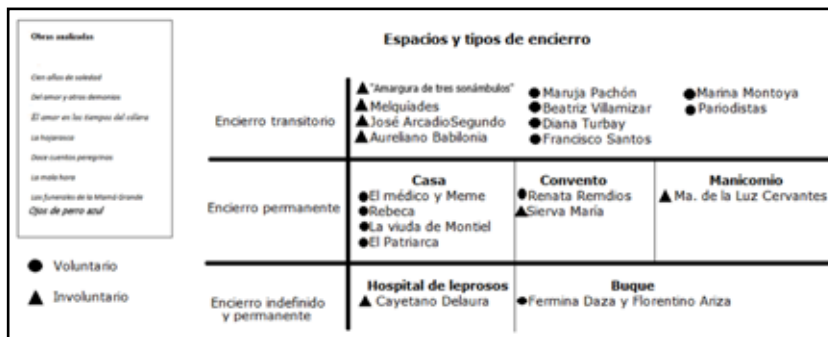 Obras analizadas
Cien años de soledad
Del amor y otros demonios
El amor en los tiempos del cólera
La hojarasca
Doce cuentos peregrinos
La mala hora
Los funerales de la Mamá Grande
Ojos de perro azul
Voluntario
Involuntario
Espacios y tipos de encierro
Encierro transitorio
"Amargura de tres sonámbulos"
Melquiades
José ArcadioSegundo
Aureliano Babilonia
Maruja Pachón
Beatriz Villamizar
Diana Turbay
Francisco Santos
Marina Montoya
Pariodistas
Encierro permanente
Casa
El médico y Meme
Rebeca
La viuda de Montiel
El Patriarca
Convento
Renata Remdios
Sierva María
Manicomio
Ma. de la Luz Cervantes
Encierro indefinido
y permanente
Hospital de leprosos
Cayetano Delaura
Buque
Fermina Daza y Florentino Ariza